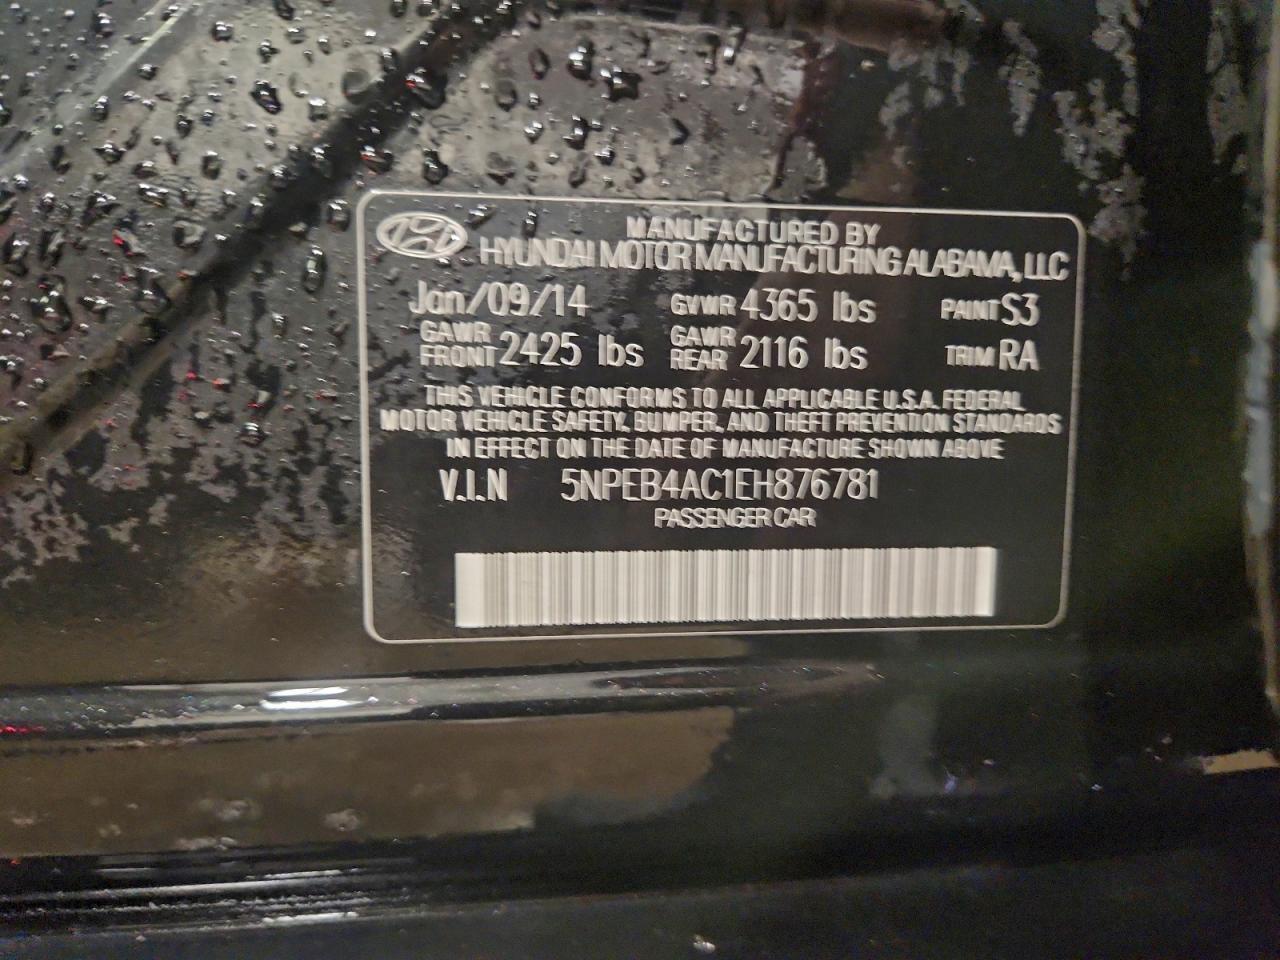 MANUFACTURED BY
HYUNDAI MOTOR MANUFACTURING ALABAMA, LLC
Jan/09/14 GVWR 4365 lbs PAINT S3
GAWR FRONT 2425 lbs GAWR REAR 2116 lbs TRIM RA
THIS VEHICLE CONFORMS TO ALL APPLICABLE U.S.A. FEDERAL
MOTOR VEHICLE SAFETY, BUMPER, AND THEFT PREVENTION STANDARDS
IN EFFECT ON THE DATE OF MANUFACTURE SHOWN ABOVE
V.I.N 5NPEB4AC1EH876781
PASSENGER CAR